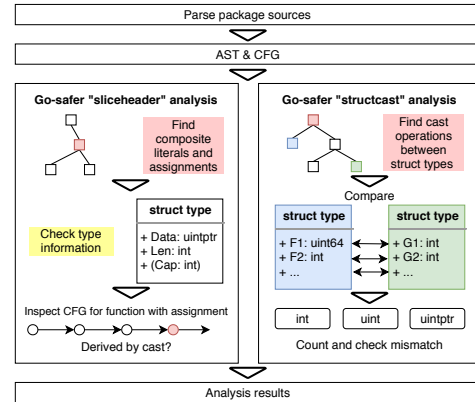 Parse package sources
AST & CFG
Go-safer "sliceheader" analysis
Find
composite
literals and
assignments
Check type
information
struct type
+ Data: uintptr
+ Len: int
+ (Cap: int)
Inspect CFG for function with assignment
Derived by cast?
Go-safer "structcast" analysis
Find cast
operations
between
struct types
Compare
struct type
+ F1: uint64
+ F2: int
+ ...
struct type
+ G1: int
+ G2: int
+ ...
int
uint
uintptr
Count and check mismatch
Analysis results